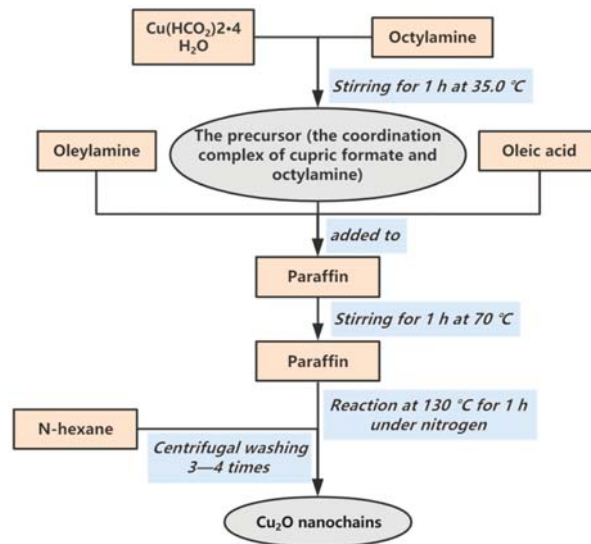 Cu(HCO₂)2•4
H₂O
Octylamine
Stirring for 1 h at 35.0 ℃
The precursor (the coordination
complex of cupric formate and
octylamine)
Oleylamine
Oleic acid
added to
Paraffin
Stirring for 1 h at 70 ℃
Paraffin
Reaction at 130 ℃ for 1 h
under nitrogen
N-hexane
Centrifugal washing
3—4 times
Cu₂O nanochains